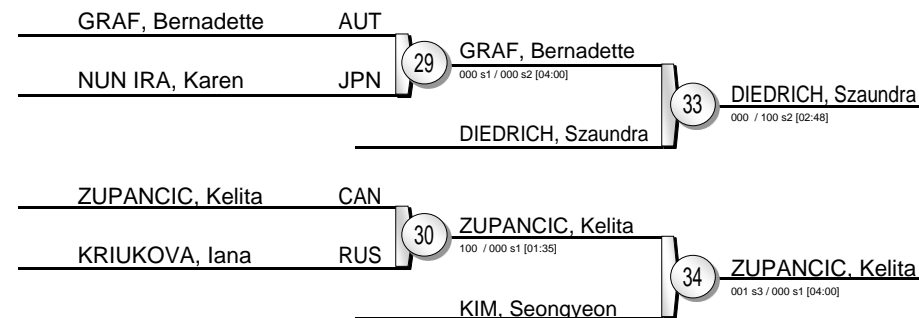 GRAF, Bernadette AUT
NUN IRA, Karen JPN
29
GRAF, Bernadette
000 s1 / 000 s2 [04:00]
DIEDRICH, Szaundra
33
DIEDRICH, Szaundra
000 / 100 s2 [02:48]
ZUPANCIC, Kelita CAN
KRIUKOVA, Iana RUS
30
ZUPANCIC, Kelita
100 / 000 s1 [01:35]
KIM, Seongyeon
34
ZUPANCIC, Kelita
001 s3 / 000 s1 [04:00]